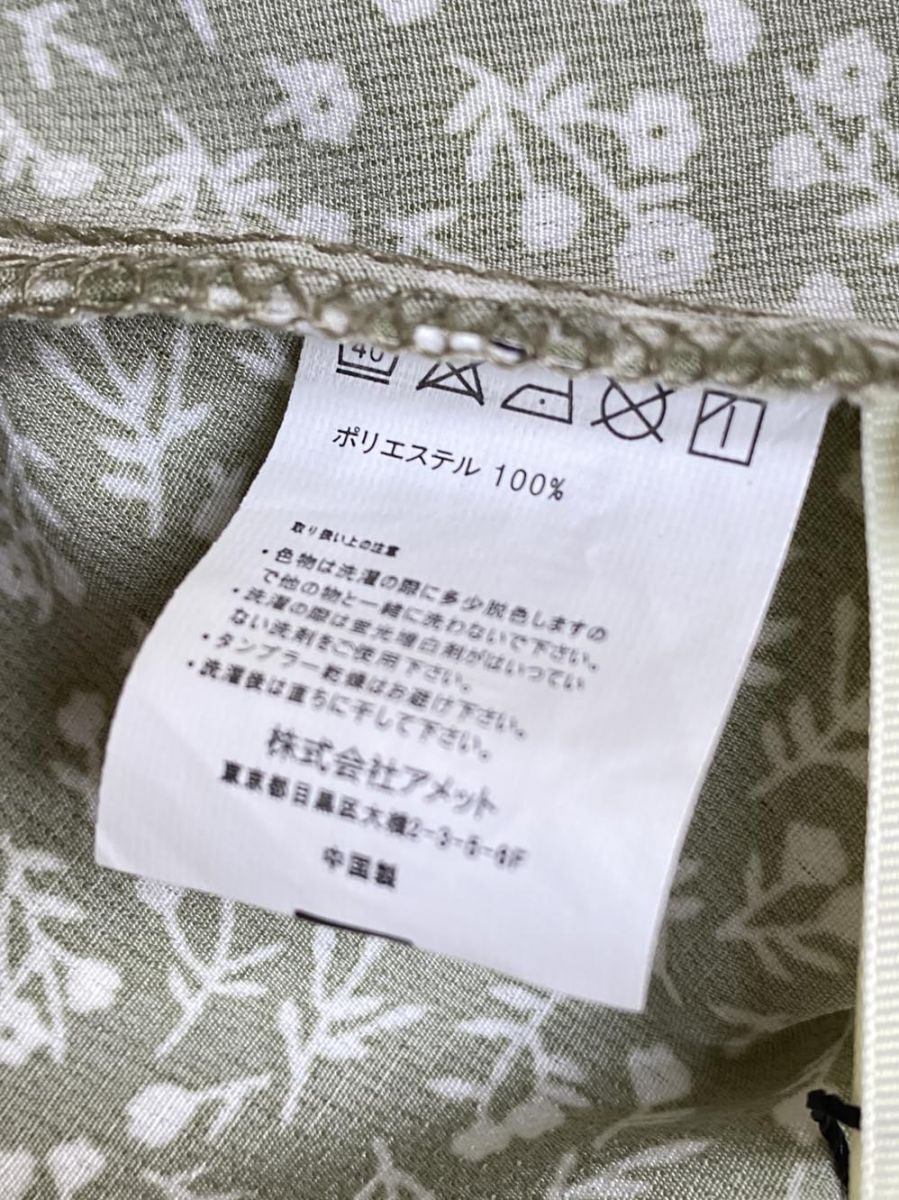 40
ポリエステル 100%
取り扱い上の注意
・色物は洗濯の際に多少脱色しますの
で他の物と一緒に洗わないで下さい。
・洗濯の際は蛍光増白剤がはいってい
ない洗剤をご使用下さい。
・タンブラー乾燥はお避け下さい。
・洗濯後は直ちに干して下さい。
株式会社アメット
東京都目黒区大橋2-3-5-6F
中国製